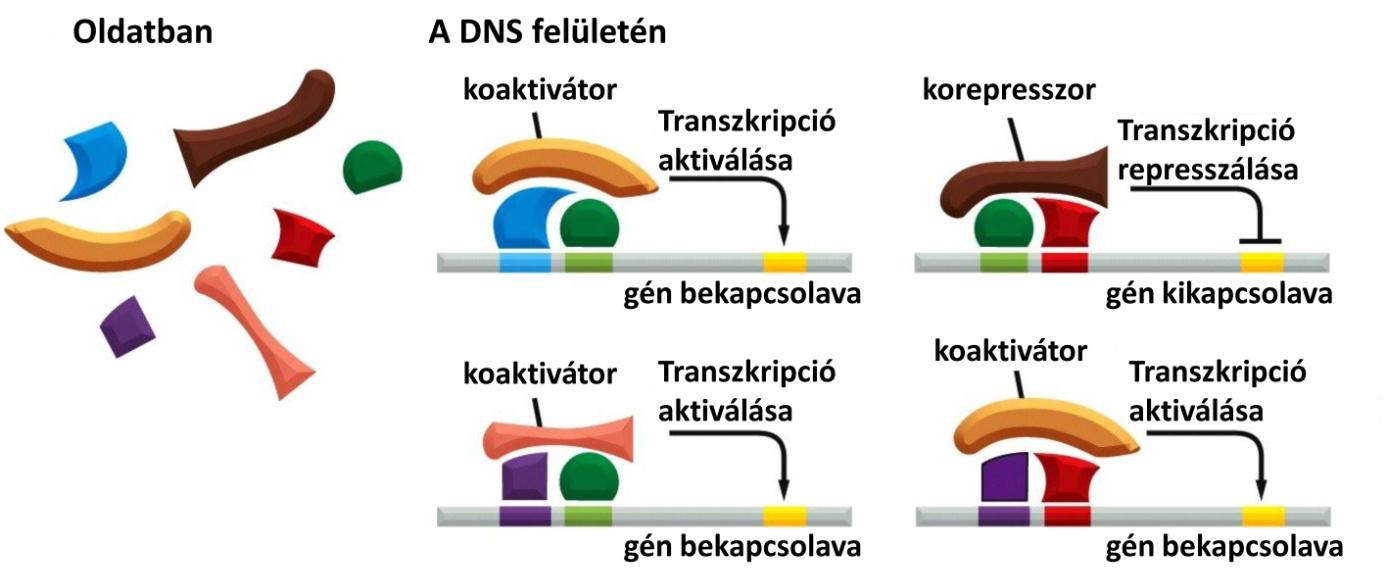 Oldatban
A DNS felületén
koaktivátor
Transzkripció
aktiválása
gén bekapcsolava
korepresszor
Transzkripció
represszálása
gén kikapcsolava
koaktivátor
Transzkripció
aktiválása
gén bekapcsolava
koaktivátor
Transzkripció
aktiválása
gén bekapcsolava